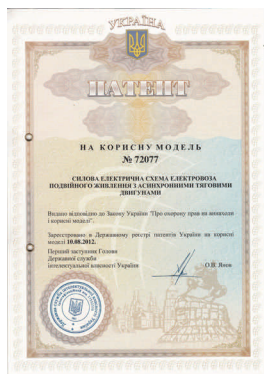 УКРАЇНА
ПАТЕНТ
НА КОРИСНУ МОДЕЛЬ
№ 72077
СИЛОВА ЕЛЕКТРИЧНА СХЕМА ЕЛЕКТРОВОЗА
ПОДВІЙНОГО ЖИВЛЕННЯ З АСИНХРОННИМИ ТЯГОВИМИ
ДВИГУНАМИ
Видано відповідно до Закону України "Про охорону прав на винаходи
і корисні моделі".
Зареєстровано в Державному реєстрі патентів України на корисні
моделі 10.08.2012.
Перший заступник Голови
Державної служби
інтелектуальної власності України
О.В. Янов